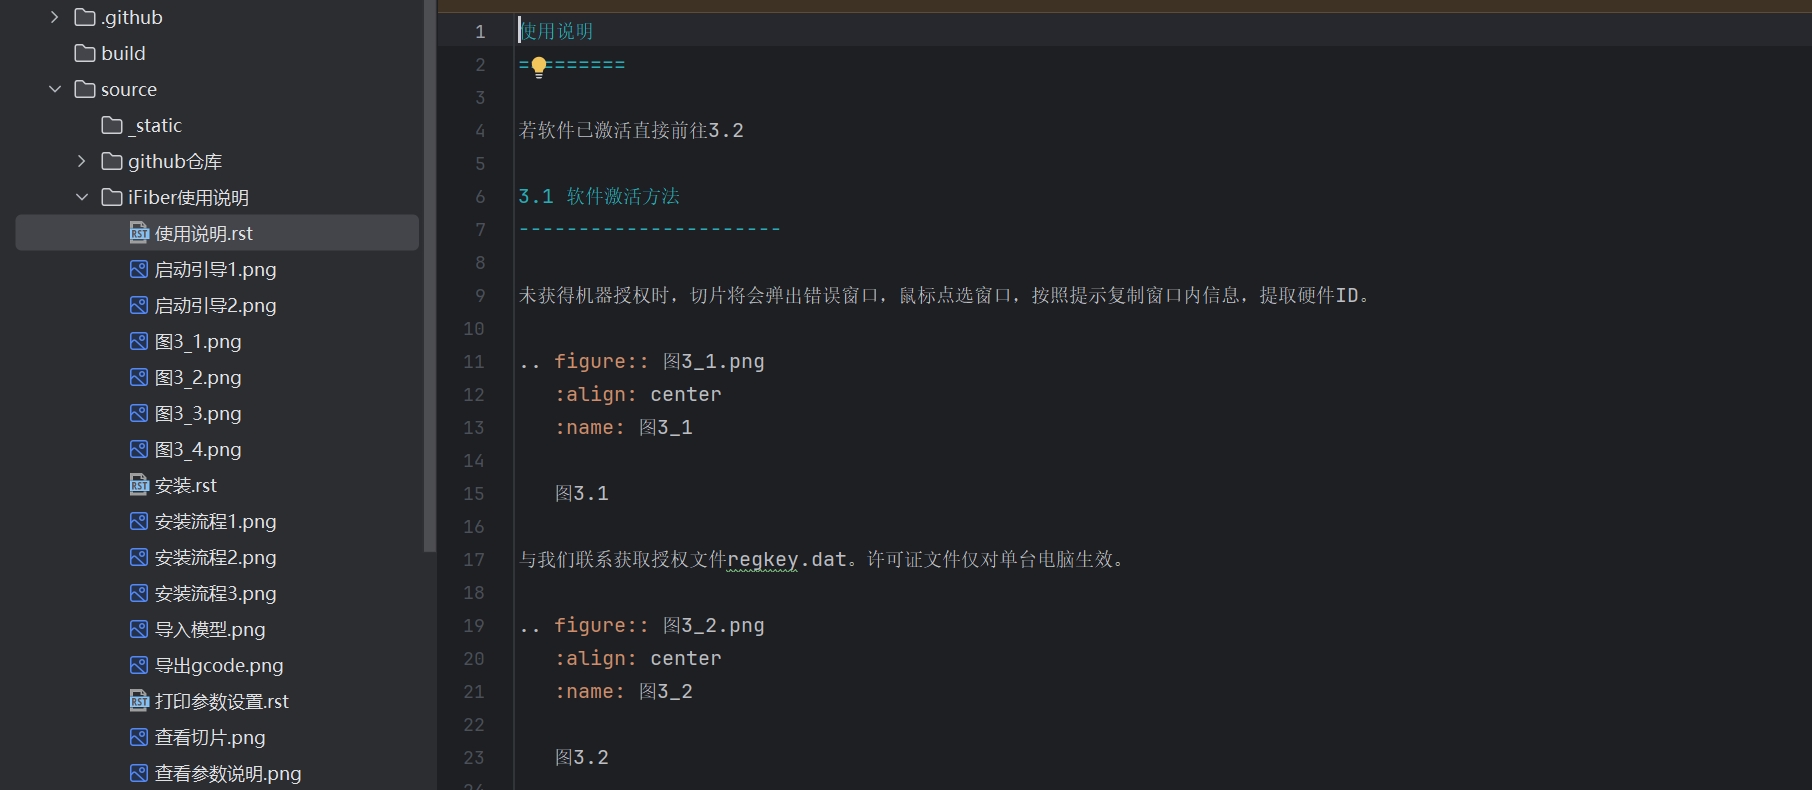 .github
build
source
_static
github仓库
iFiber使用说明
使用说明.rst
启动引导1.png
启动引导2.png
图3_1.png
图3_2.png
图3_3.png
图3_4.png
安装.rst
安装流程1.png
安装流程2.png
安装流程3.png
导入模型.png
导出gcode.png
打印参数设置.rst
查看切片.png
查看参数说明.png
1 使用说明
2 =========
3
4 若软件已激活直接前往3.2
5
6 3.1 软件激活方法
7 ----------------------
8
9 未获得机器授权时，切片将会弹出错误窗口，鼠标点选窗口，按照提示复制窗口内信息，提取硬件ID。
10
11 .. figure:: 图3_1.png
12 :align: center
13 :name: 图3_1
14
15 图3.1
16
17 与我们联系获取授权文件regkey.dat。许可证文件仅对单台电脑生效。
18
19 .. figure:: 图3_2.png
20 :align: center
21 :name: 图3_2
22
23 图3.2